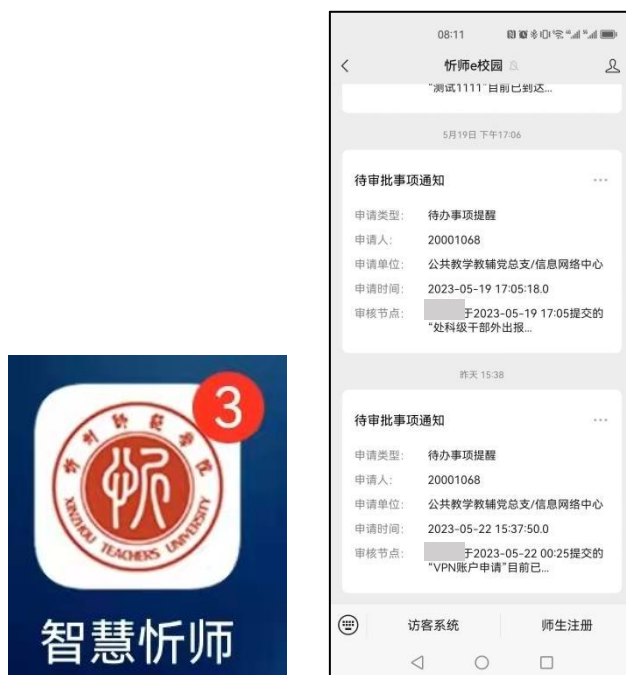 3
忻州师范学院
XINZHOU TEACHERS UNIVERSITY
智慧忻师
08:11
忻师e校园
"测试1111"目前已到达...
5月19日 下午17:06
待审批事项通知
申请类型: 待办事项提醒
申请人: 20001068
申请单位: 公共教学教辅党总支/信息网络中心
申请时间: 2023-05-19 17:05:18.0
审核节点: 于2023-05-19 17:05提交的
"处科级干部外出报...
昨天 15:38
待审批事项通知
申请类型: 待办事项提醒
申请人: 20001068
申请单位: 公共教学教辅党总支/信息网络中心
申请时间: 2023-05-22 15:37:50.0
审核节点: 于2023-05-22 00:25提交的
"VPN账户申请"目前已...
访客系统 师生注册